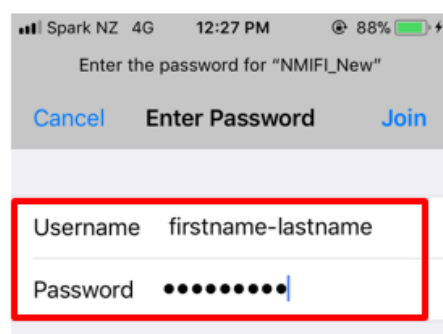 Spark NZ 4G 12:27 PM 88%
Enter the password for “NMIFI_New”
Cancel Enter Password Join
Username firstname-lastname
Password •••••••••